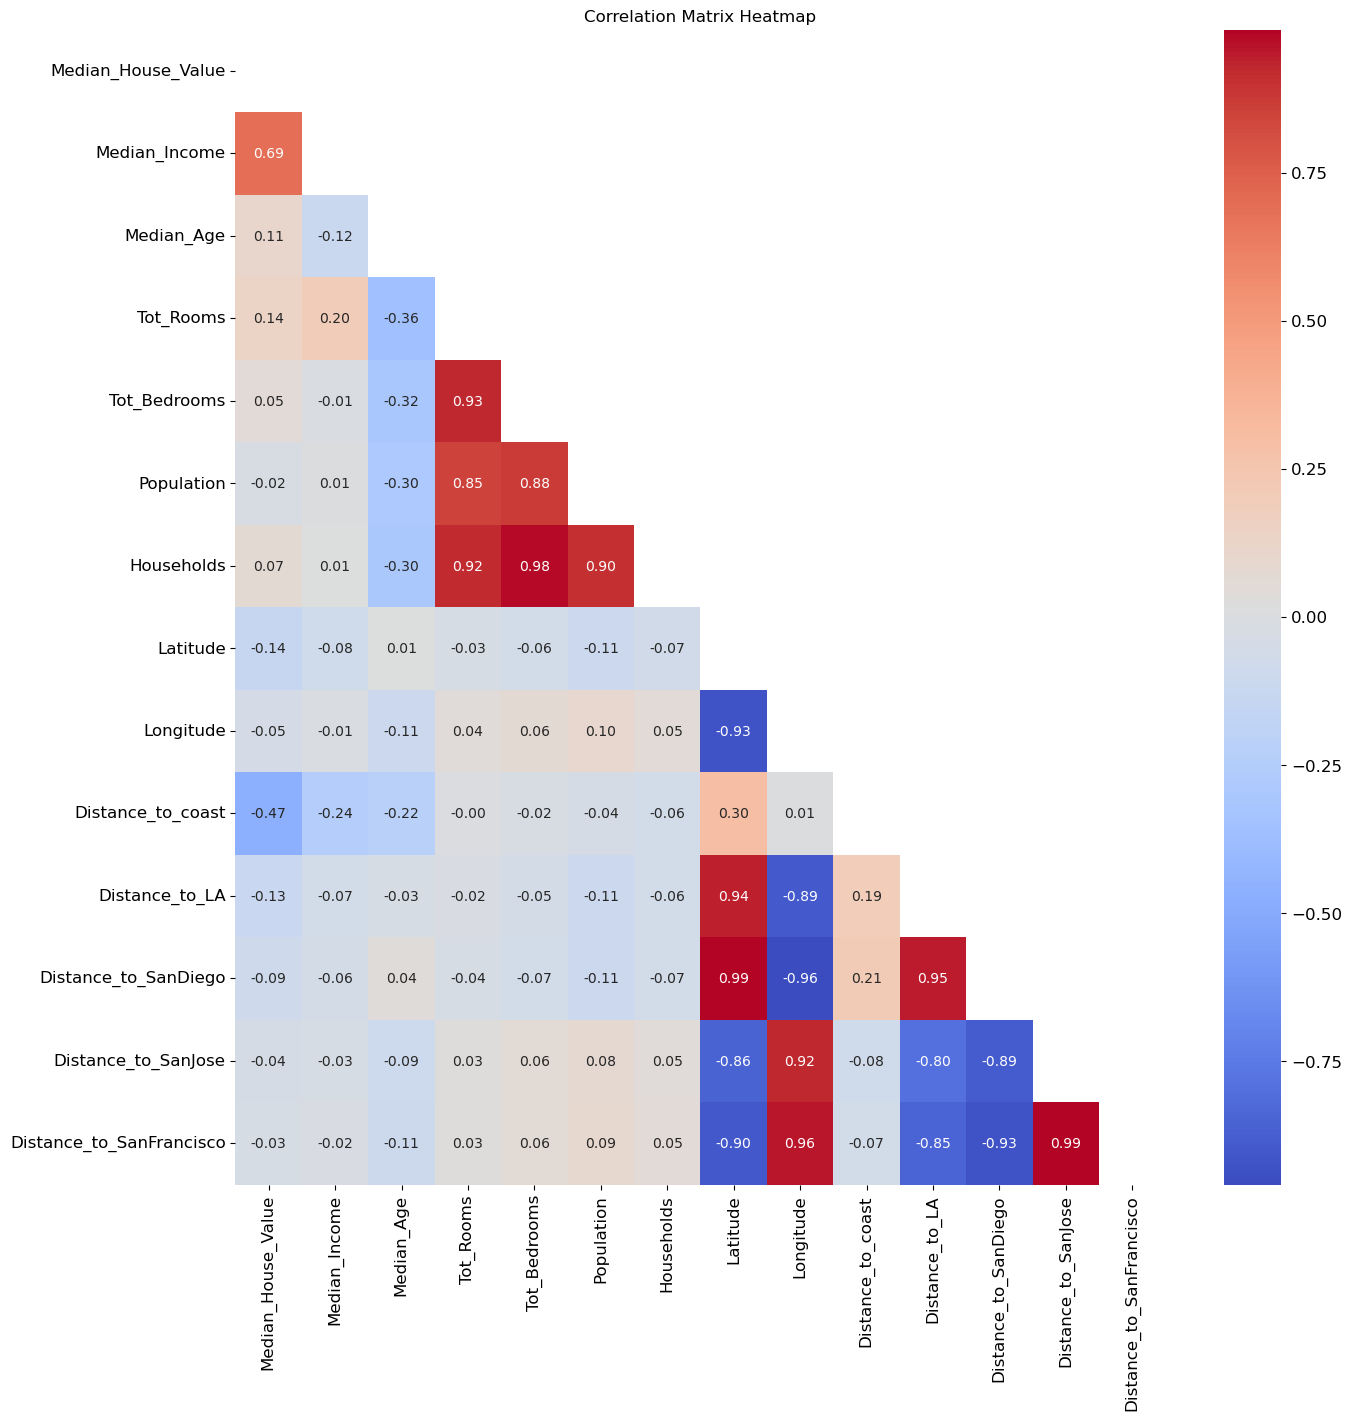 Correlation Matrix Heatmap
Median_House_Value
Median_Income 0.69
Median_Age 0.11 -0.12
Tot_Rooms 0.14 0.20 -0.36
Tot_Bedrooms 0.05 -0.01 -0.32 0.93
Population -0.02 0.01 -0.30 0.85 0.88
Households 0.07 0.01 -0.30 0.92 0.98 0.90
Latitude -0.14 -0.08 0.01 -0.03 -0.06 -0.11 -0.07
Longitude -0.05 -0.01 -0.11 0.04 0.06 0.10 0.05 -0.93
Distance_to_coast -0.47 -0.24 -0.22 -0.00 -0.02 -0.04 -0.06 0.30 0.01
Distance_to_LA -0.13 -0.07 -0.03 -0.02 -0.05 -0.11 -0.06 0.94 -0.89 0.19
Distance_to_SanDiego -0.09 -0.06 0.04 -0.04 -0.07 -0.11 -0.07 0.99 -0.96 0.21 0.95
Distance_to_SanJose -0.04 -0.03 -0.09 0.03 0.06 0.08 0.05 -0.86 0.92 -0.08 -0.80 -0.89
Distance_to_SanFrancisco -0.03 -0.02 -0.11 0.03 0.06 0.09 0.05 -0.90 0.96 -0.07 -0.85 -0.93 0.99
Median_House_Value
Median_Income
Median_Age
Tot_Rooms
Tot_Bedrooms
Population
Households
Latitude
Longitude
Distance_to_coast
Distance_to_LA
Distance_to_SanDiego
Distance_to_SanJose
Distance_to_SanFrancisco
0.75
0.50
0.25
0.00
−0.25
−0.50
−0.75